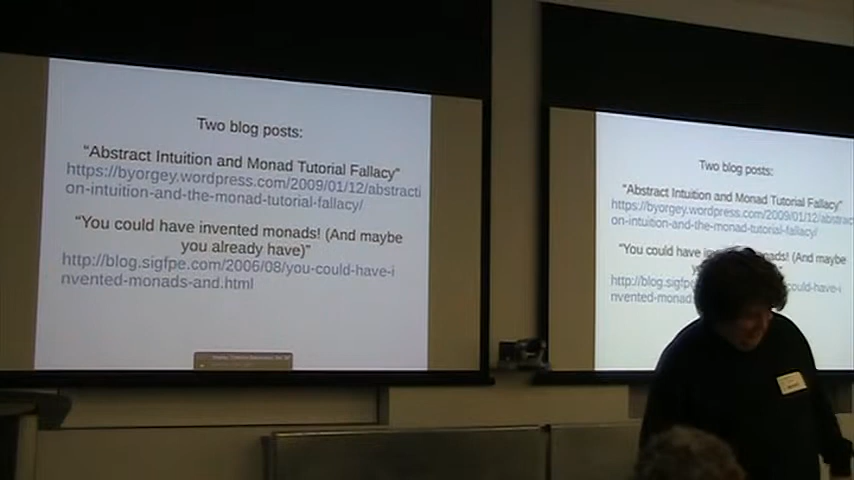 Two blog posts:
“Abstract Intuition and Monad Tutorial Fallacy”
https://byorgey.wordpress.com/2009/01/12/abstracti
on-intuition-and-the-monad-tutorial-fallacy/
“You could have invented monads! (And maybe
you already have)”
http://blog.sigfpe.com/2006/08/you-could-have-i
nvented-monads-and.html
Two blog posts:
“Abstract Intuition and Monad Tutorial Fallacy”
https://byorgey.wordpress.com/2009/01/12/abstrac
on-intuition-and-the-monad-tutorial-fallacy/
“You could have
(And maybe
http://blog.sigfp
could-have-i
nvented-monad